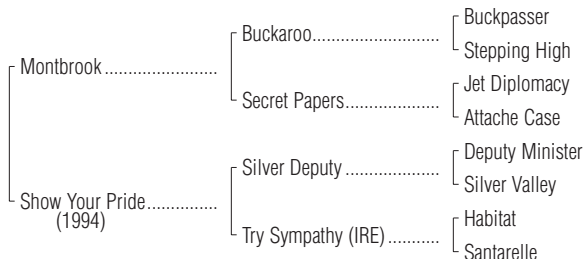 Buckpasser
Buckaroo
Stepping High
Montbrook
Jet Diplomacy
Secret Papers
Attache Case
Deputy Minister
Silver Deputy
Silver Valley
Show Your Pride
(1994)
Habitat
Try Sympathy (IRE)
Santarelle